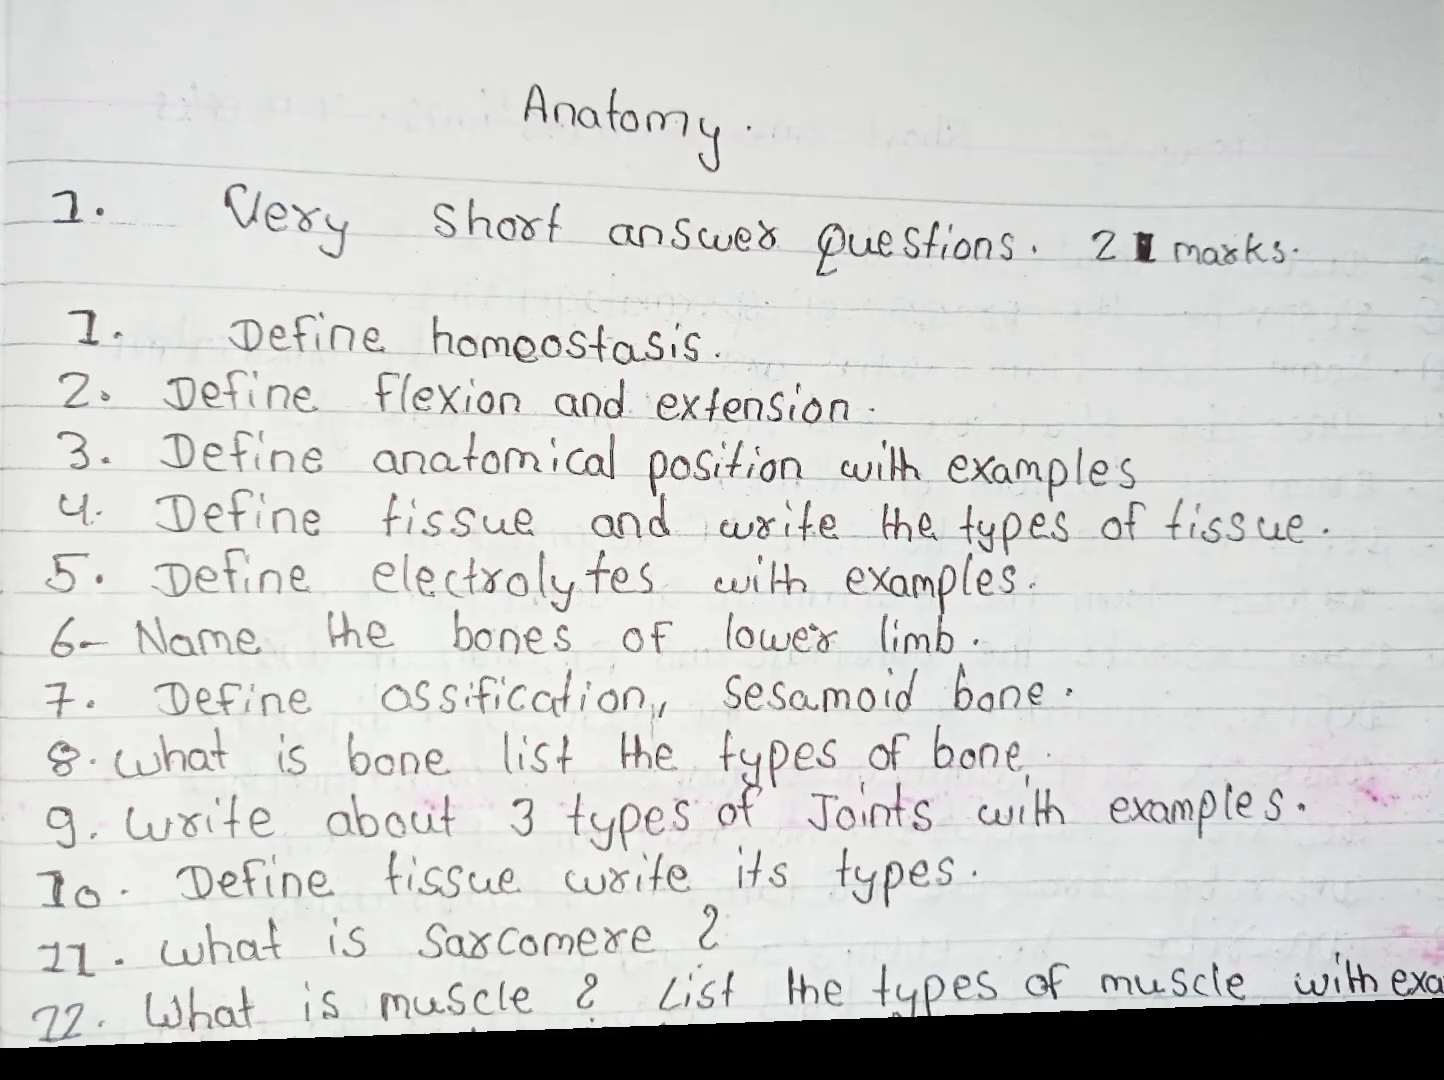 Anatomy.
1. Very short answer questions. 2 marks.
1. Define homeostasis.
2. Define flexion and extension.
3. Define anatomical position with examples
4. Define tissue and write the types of tissue.
5. Define electrolytes with examples.
6- Name the bones of lower limb.
7. Define ossification, sesamoid bone.
8. What is bone list the types of bone.
9. Write about 3 types of Joints with examples.
10. Define tissue write its types.
11. What is sarcomere?
12. What is muscle? List the types of muscle with exa